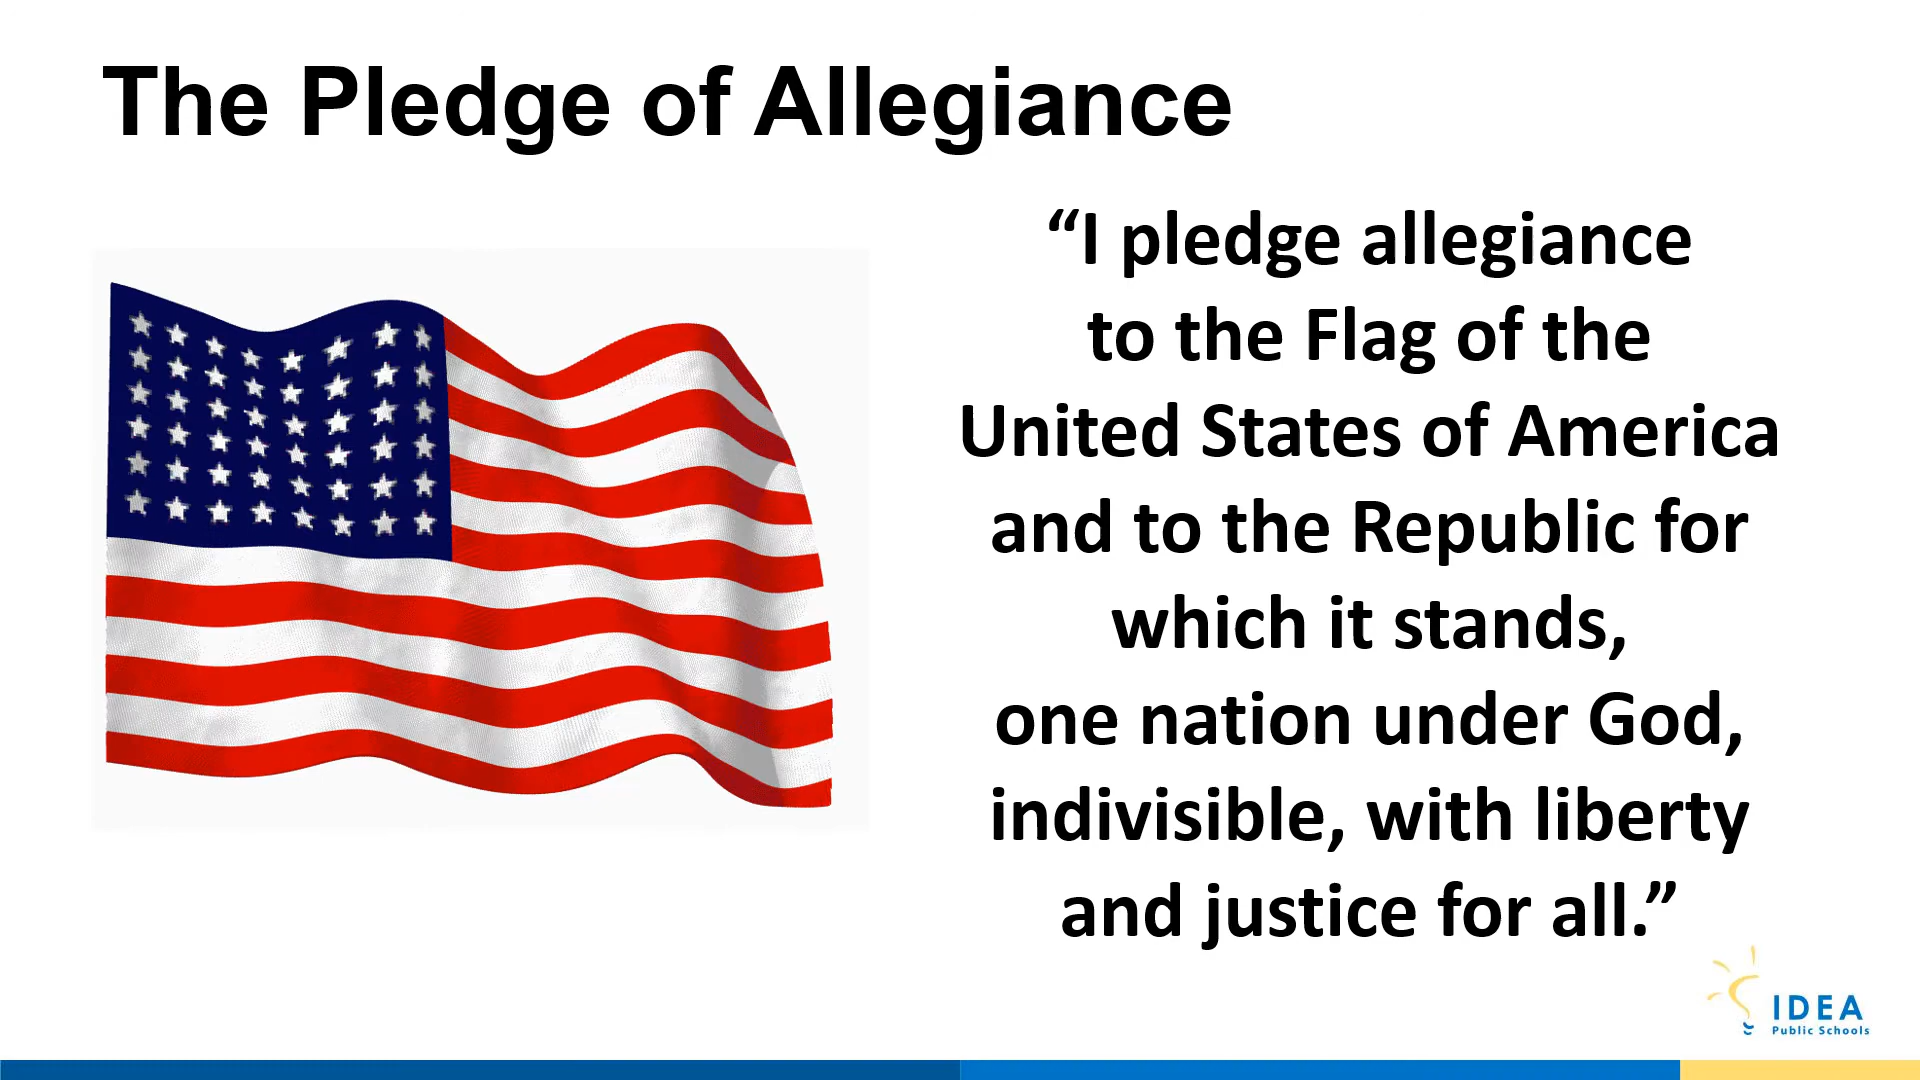 The Pledge of Allegiance
“I pledge allegiance
to the Flag of the
United States of America
and to the Republic for
which it stands,
one nation under God,
indivisible, with liberty
and justice for all.”
IDEA
Public Schools